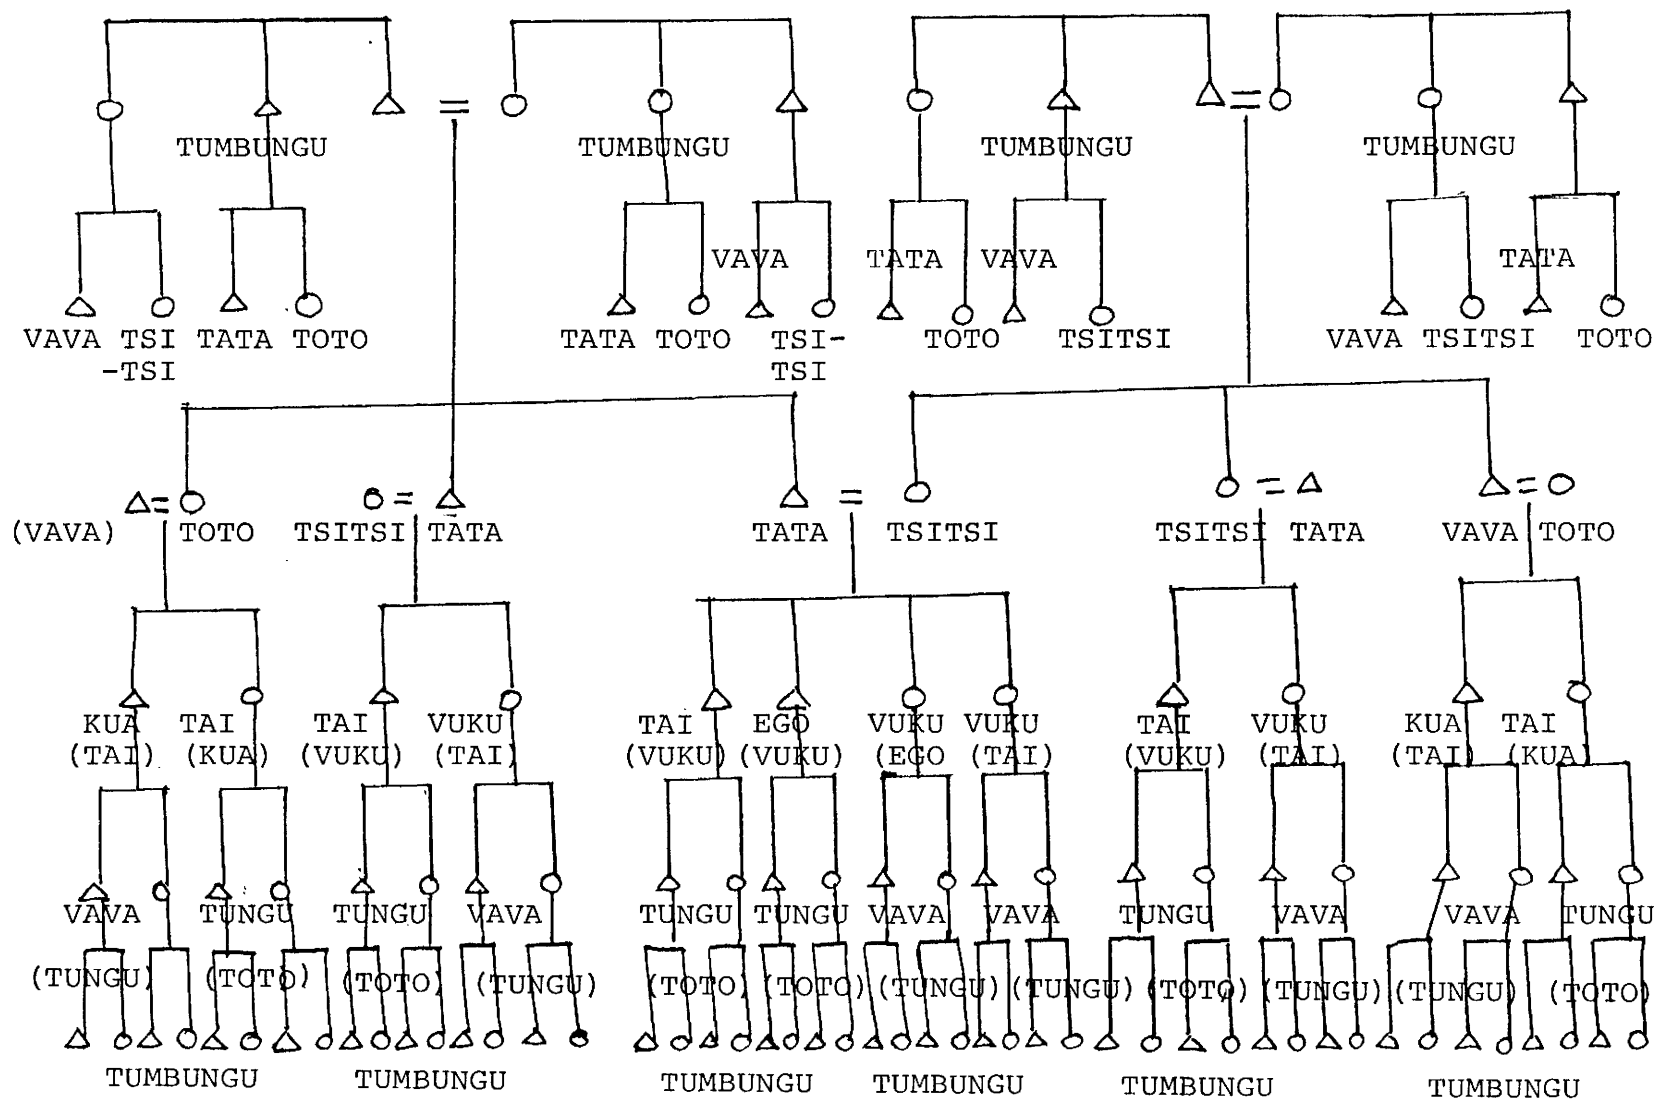 TUMBUNGU TUMBUNGU TUMBUNGU TUMBUNGU
VAVA TATA VAVA TATA
VAVA TSI TATA TOTO TATA TOTO TSI- TOTO TSITSI VAVA TSITSI TOTO
-TSI TSI
(VAVA) TOTO TSITSI TATA TATA TSITSI TSITSI TATA VAVA TOTO
KUA TAI TAI VUKU TAI EGO VUKU VUKU TAI VUKU KUA TAI
(TAI) (KUA) (VUKU) (TAI) (VUKU) (VUKU) (EGO (TAI) (VUKU) (TAI) (TAI) (KUA)
VAVA TUNGU TUNGU VAVA TUNGU TUNGU VAVA VAVA TUNGU VAVA VAVA TUNGU
(TUNGU) (TOTO) (TOTO) (TUNGU) (TOTO) (TOTO) (TUNGU) (TUNGU) (TOTO) (TUNGU) (TUNGU) (TOTO)
TUMBUNGU TUMBUNGU TUMBUNGU TUMBUNGU TUMBUNGU TUMBUNGU